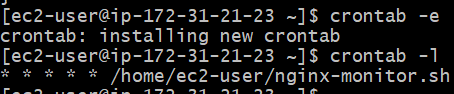 [ec2-user@ip-172-31-21-23 ~]$ crontab -e
crontab: installing new crontab
[ec2-user@ip-172-31-21-23 ~]$ crontab -l
* * * * * /home/ec2-user/nginx-monitor.sh